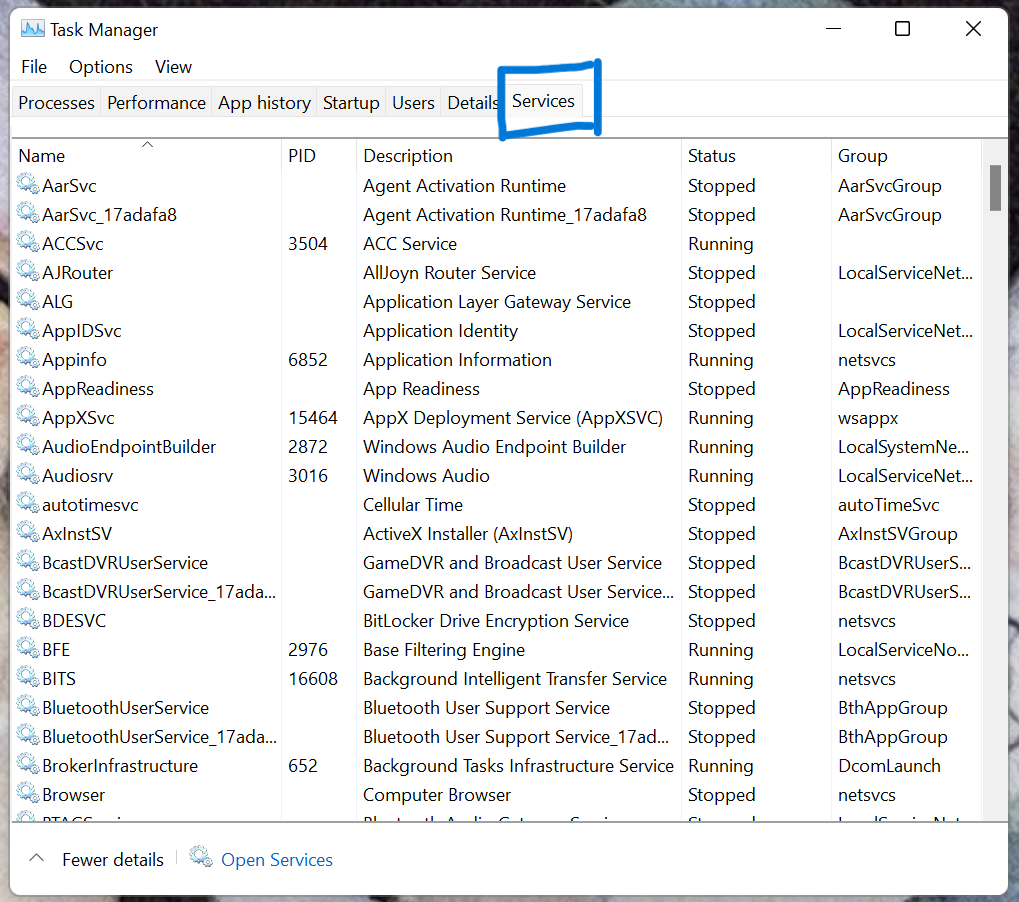 Task Manager
File Options View
Processes Performance App history Startup Users Details Services
Name PID Description Status Group
AarSvc Agent Activation Runtime Stopped AarSvcGroup
AarSvc_17adafa8 Agent Activation Runtime_17adafa8 Stopped AarSvcGroup
ACCSvc 3504 ACC Service Running
AJRouter AllJoyn Router Service Stopped LocalServiceNet...
ALG Application Layer Gateway Service Stopped
AppIDSvc Application Identity Stopped LocalServiceNet...
Appinfo 6852 Application Information Running netsvcs
AppReadiness App Readiness Stopped AppReadiness
AppXSvc 15464 AppX Deployment Service (AppXSVC) Running wsappx
AudioEndpointBuilder 2872 Windows Audio Endpoint Builder Running LocalSystemNe...
Audiosrv 3016 Windows Audio Running LocalServiceNet...
autotimesvc Cellular Time Stopped autoTimeSvc
AxInstSV ActiveX Installer (AxInstSV) Stopped AxInstSVGroup
BcastDVRUserService GameDVR and Broadcast User Service Stopped BcastDVRUserS...
BcastDVRUserService_17ada... GameDVR and Broadcast User Service... Stopped BcastDVRUserS...
BDESVC BitLocker Drive Encryption Service Stopped netsvcs
BFE 2976 Base Filtering Engine Running LocalServiceNo...
BITS 16608 Background Intelligent Transfer Service Running netsvcs
BluetoothUserService Bluetooth User Support Service Stopped BthAppGroup
BluetoothUserService_17ada... Bluetooth User Support Service_17ad... Stopped BthAppGroup
BrokerInfrastructure 652 Background Tasks Infrastructure Service Running DcomLaunch
Browser Computer Browser Stopped netsvcs
Fewer details Open Services